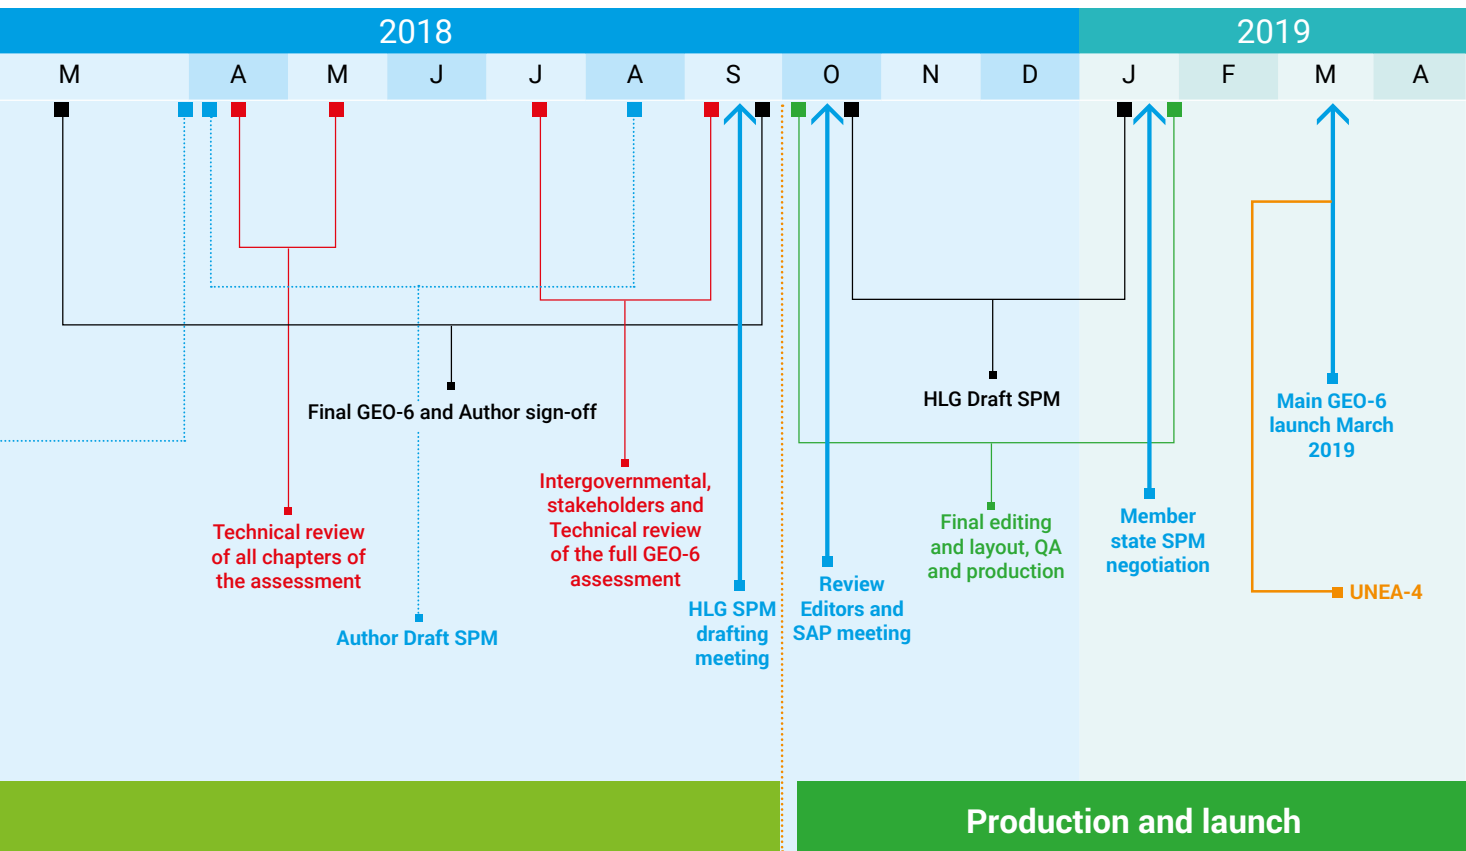 2018
2019
M A M J J A S O N D J F M A
Final GEO-6 and Author sign-off
HLG Draft SPM
Main GEO-6
launch March
2019
Intergovernmental,
stakeholders and
Technical review
of the full GEO-6
assessment
Technical review
of all chapters of
the assessment
Final editing
and layout, QA
and production
Member
state SPM
negotiation
Review
Editors and
SAP meeting
UNEA-4
HLG SPM
drafting
meeting
Author Draft SPM
Production and launch